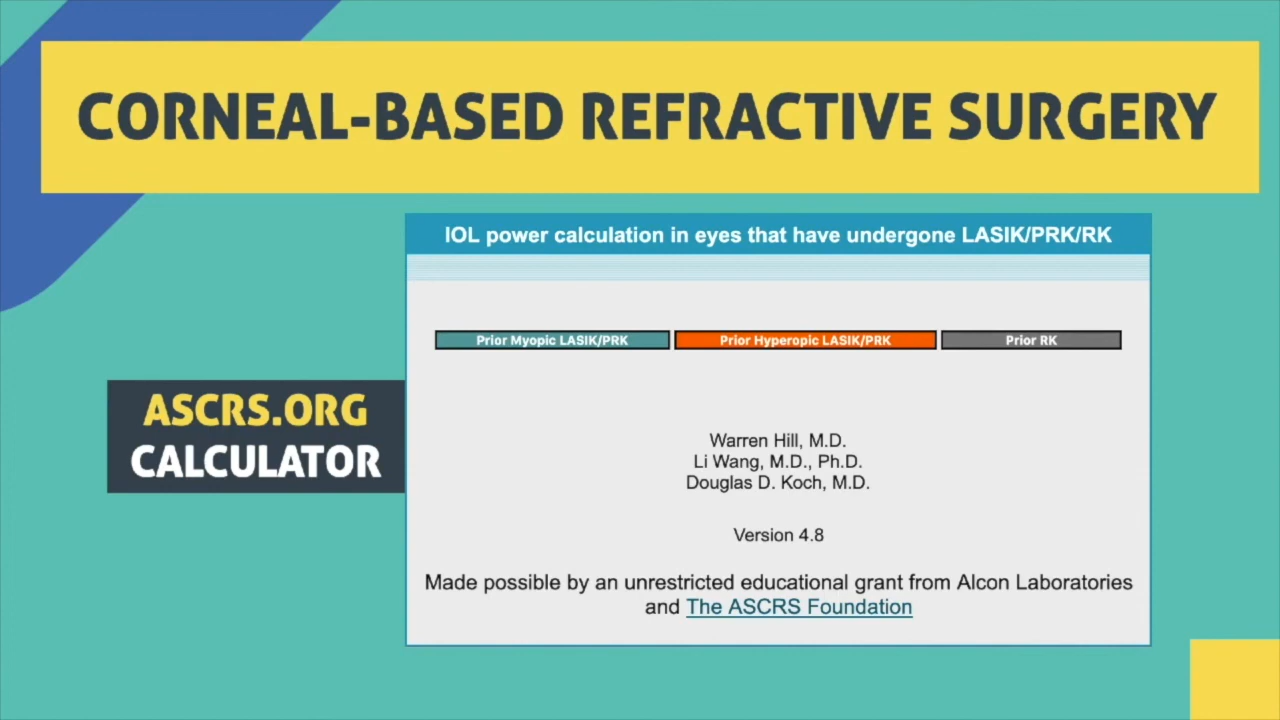 CORNEAL-BASED REFRACTIVE SURGERY
IOL power calculation in eyes that have undergone LASIK/PRK/RK
Prior Myopic LASIK/PRK
Prior Hyperopic LASIK/PRK
Prior RK
ASCRS.ORG
CALCULATOR
Warren Hill, M.D.
Li Wang, M.D., Ph.D.
Douglas D. Koch, M.D.
Version 4.8
Made possible by an unrestricted educational grant from Alcon Laboratories
and The ASCRS Foundation